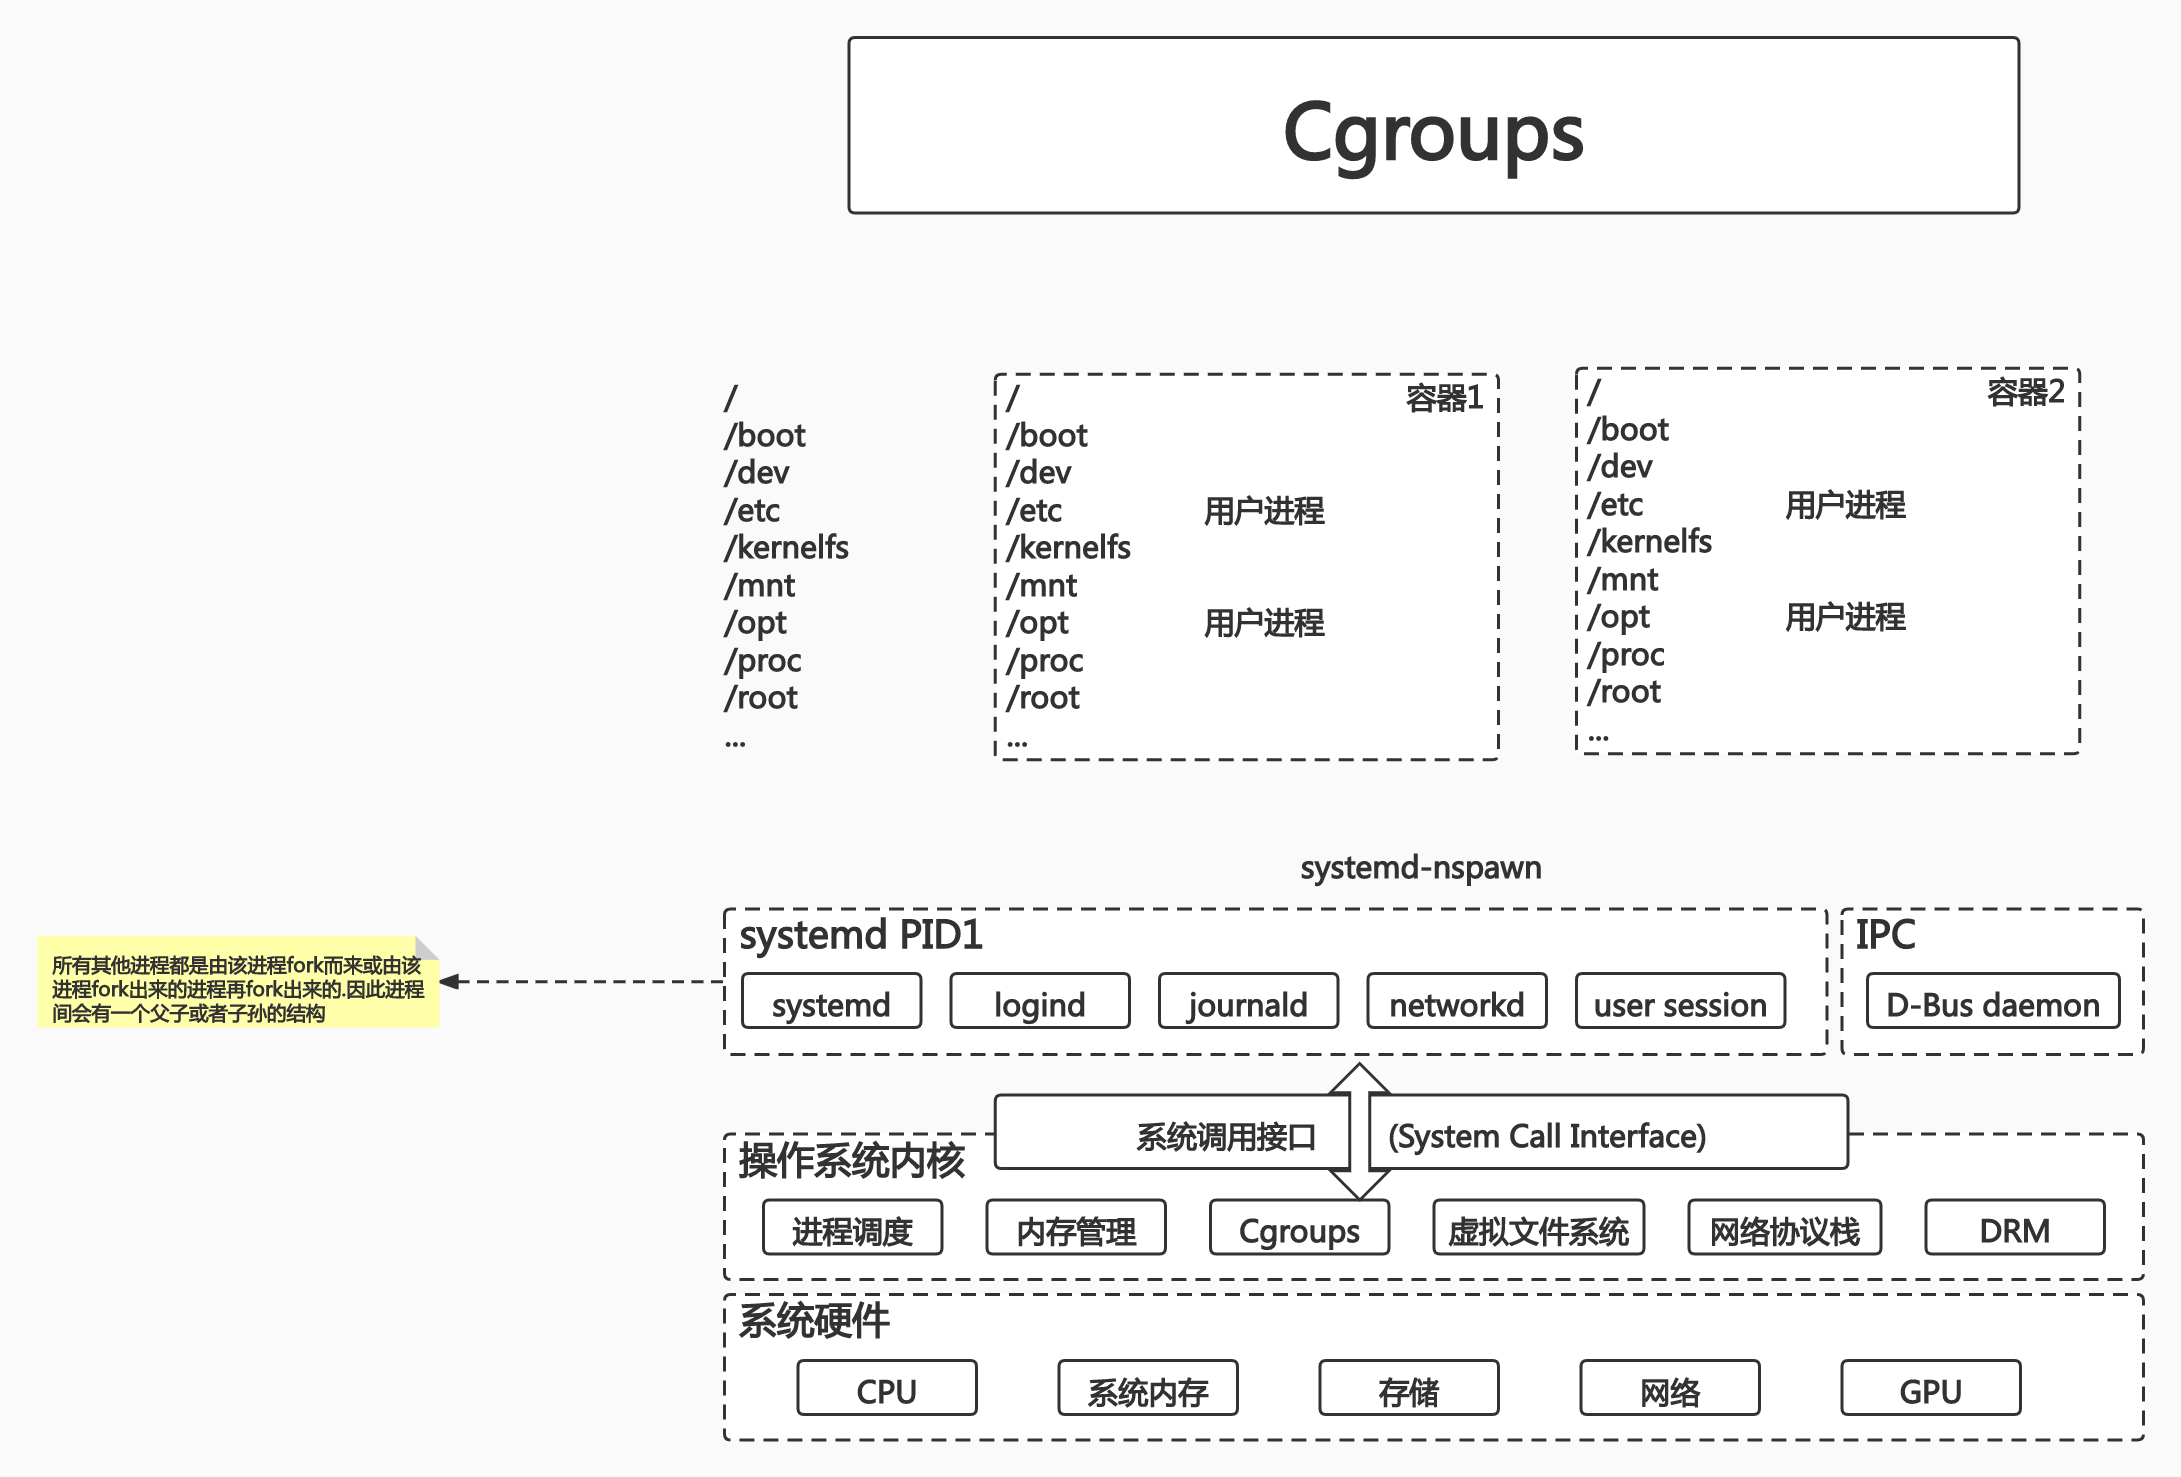 Cgroups
/
/boot
/dev
/etc
/kernelfs
/mnt
/opt
/proc
/root
...
/
/boot
/dev
/etc
/kernelfs
/mnt
/opt
/proc
/root
...
容器1
用户进程
用户进程
/
/boot
/dev
/etc
/kernelfs
/mnt
/opt
/proc
/root
...
容器2
用户进程
用户进程
systemd-nspawn
systemd PID1
systemd
logind
journald
networkd
user session
IPC
D-Bus daemon
所有其他进程都是由该进程fork而来或由该
进程fork出来的进程再fork出来的.因此进程
间会有一个父子或者子孙的结构
系统调用接口
(System Call Interface)
操作系统内核
进程调度
内存管理
Cgroups
虚拟文件系统
网络协议栈
DRM
系统硬件
CPU
系统内存
存储
网络
GPU